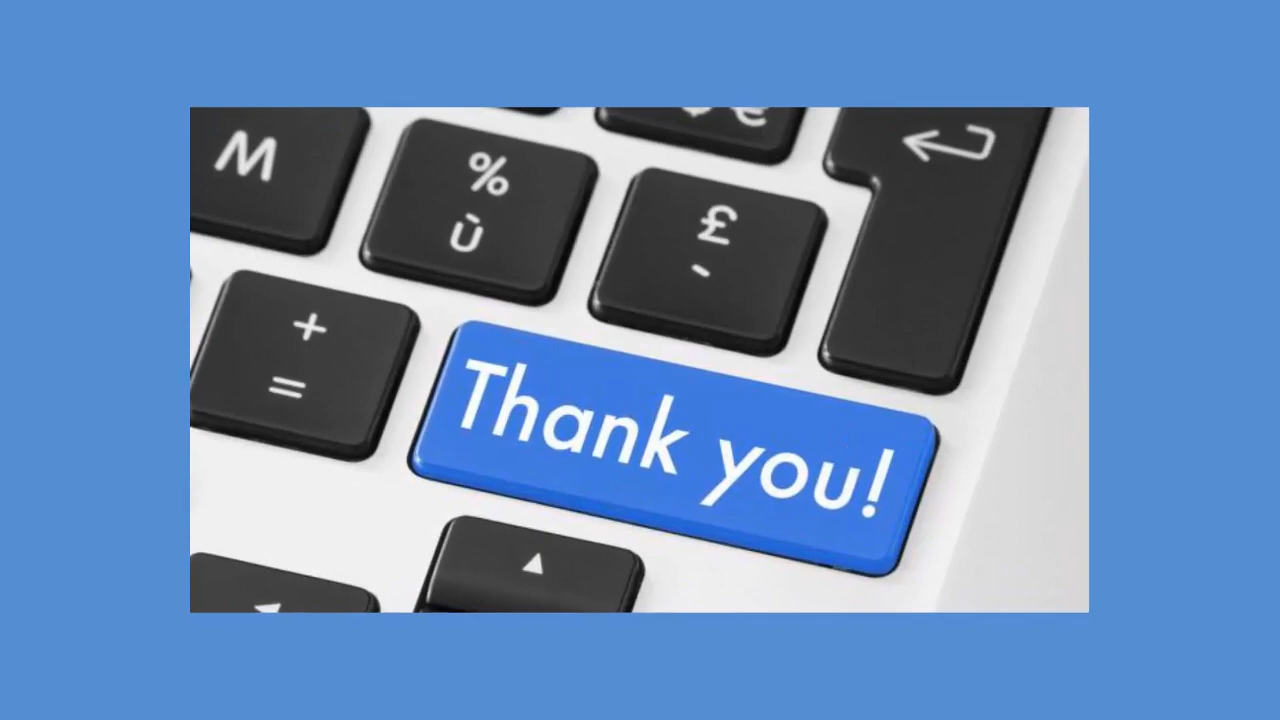 €
M
%
ù
£
`
+
=
Thank you!